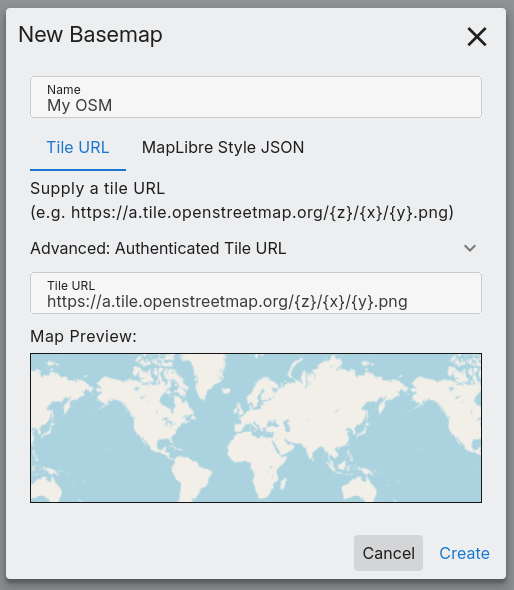 New Basemap
Name
My OSM
Tile URL
MapLibre Style JSON
Supply a tile URL
(e.g. https://a.tile.openstreetmap.org/{z}/{x}/{y}.png)
Advanced: Authenticated Tile URL
Tile URL
https://a.tile.openstreetmap.org/{z}/{x}/{y}.png
Map Preview:
Cancel
Create